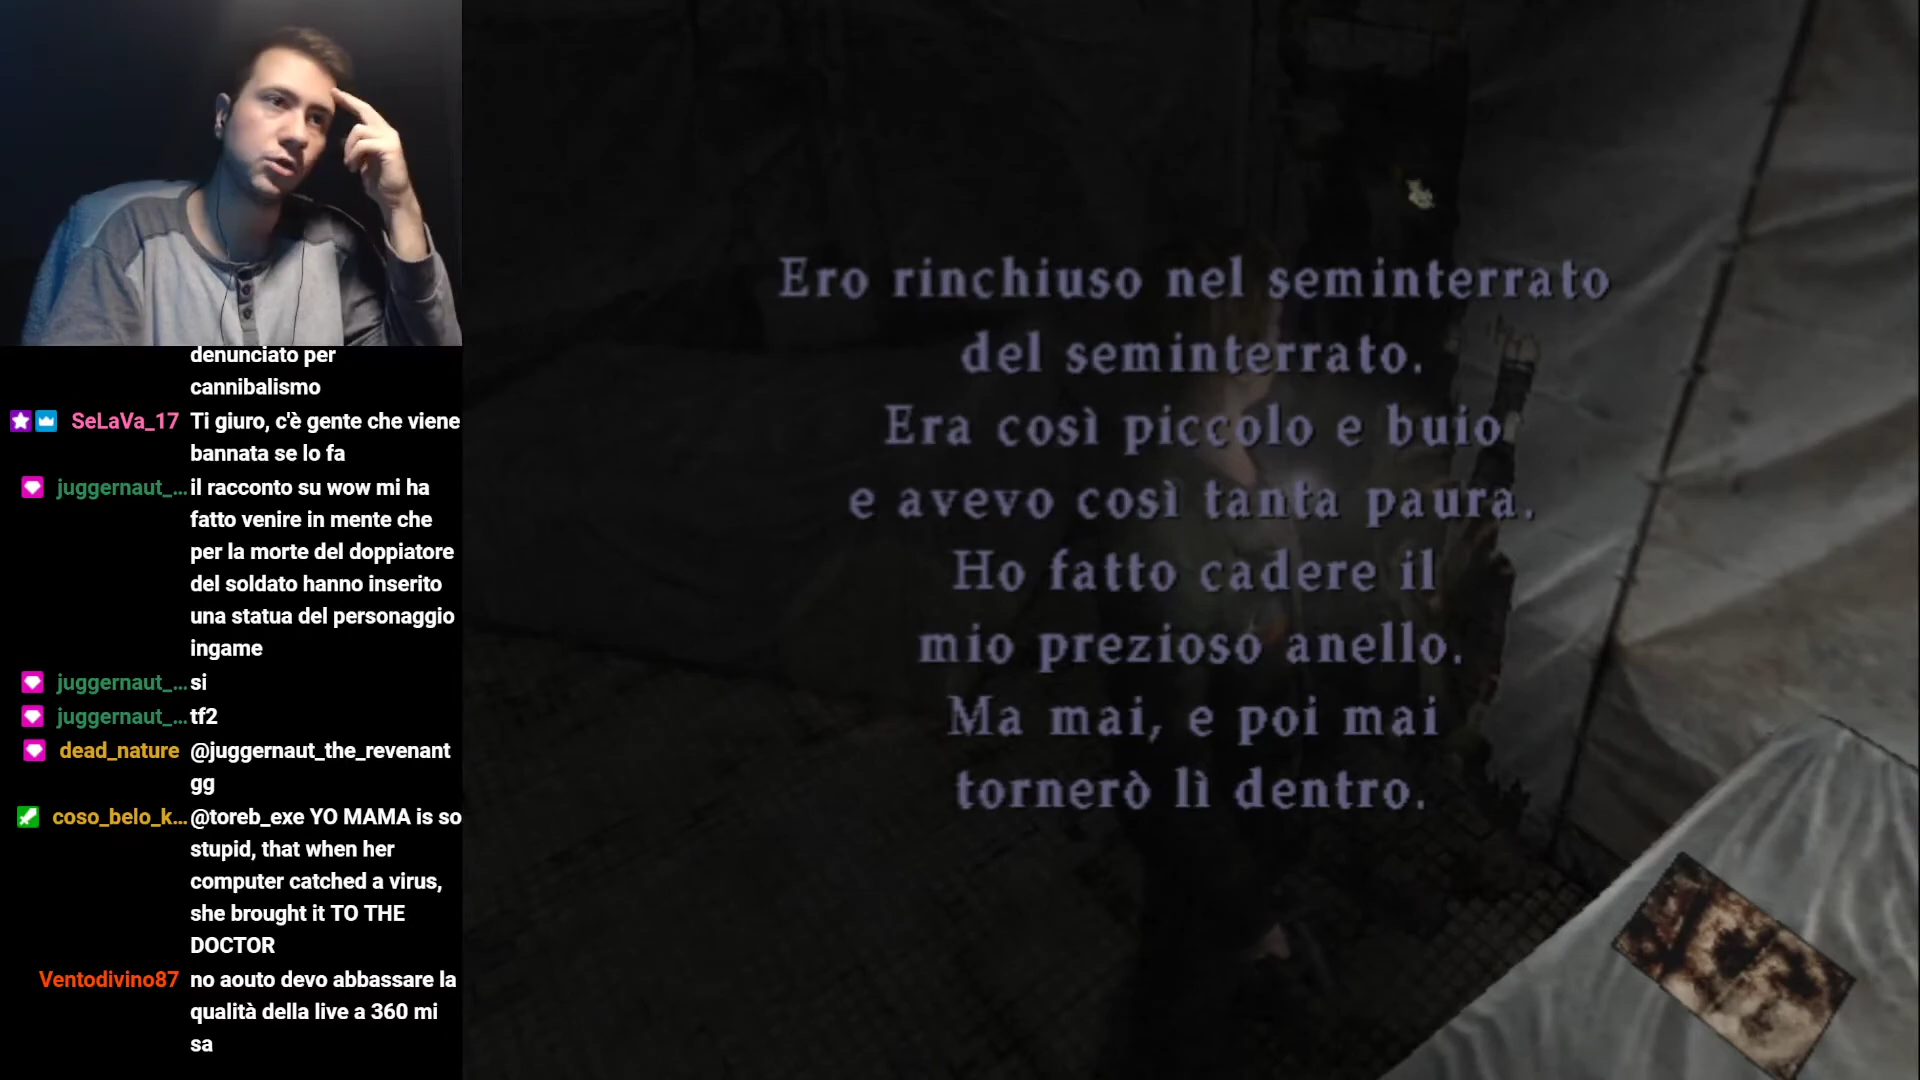 denunciato per
cannibalismo
SeLaVa_17 Ti giuro, c'è gente che viene
bannata se lo fa
juggernaut_... il racconto su wow mi ha
fatto venire in mente che
per la morte del doppiatore
del soldato hanno inserito
una statua del personaggio
ingame
juggernaut_... si
juggernaut_... tf2
dead_nature @juggernaut_the_revenant
gg
coso_belo_k... @toreb_exe YO MAMA is so
stupid, that when her
computer catched a virus,
she brought it TO THE
DOCTOR
Ventodivino87 no aouto devo abbassare la
qualità della live a 360 mi
sa
Ero rinchiuso nel seminterrato
del seminterrato.
Era così piccolo e buio
e avevo così tanta paura.
Ho fatto cadere il
mio prezioso anello.
Ma mai, e poi mai
tornerò lì dentro.